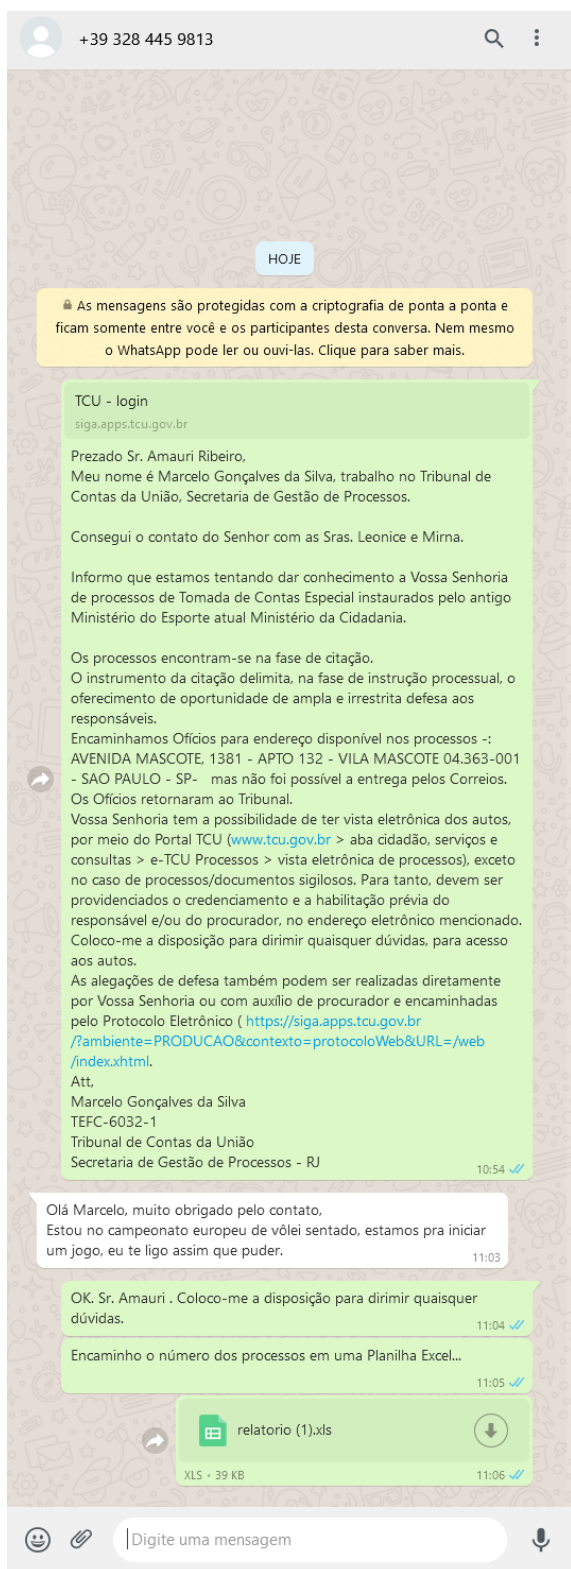 +39 328 445 9813
HOJE
As mensagens são protegidas com a criptografia de ponta a ponta e
ficam somente entre você e os participantes desta conversa. Nem mesmo
o WhatsApp pode ler ou ouvi-las. Clique para saber mais.
TCU - login
siga.apps.tcu.gov.br
Prezado Sr. Amauri Ribeiro,
Meu nome é Marcelo Gonçalves da Silva, trabalho no Tribunal de
Contas da União, Secretaria de Gestão de Processos.
Consegui o contato do Senhor com as Sras. Leonice e Mirna.
Informo que estamos tentando dar conhecimento a Vossa Senhoria
de processos de Tomada de Contas Especial instaurados pelo antigo
Ministério do Esporte atual Ministério da Cidadania.
Os processos encontram-se na fase de citação.
O instrumento da citação delimita, na fase de instrução processual, o
oferecimento de oportunidade de ampla e irrestrita defesa aos
responsáveis.
Encaminhamos Ofícios para endereço disponível nos processos -:
AVENIDA MASCOTE, 1381 - APTO 132 - VILA MASCOTE 04.363-001
- SAO PAULO - SP- mas não foi possível a entrega pelos Correios.
Os Ofícios retornaram ao Tribunal.
Vossa Senhoria tem a possibilidade de ter vista eletrônica dos autos,
por meio do Portal TCU (www.tcu.gov.br > aba cidadão, serviços e
consultas > e-TCU Processos > vista eletrônica de processos), exceto
no caso de processos/documentos sigilosos. Para tanto, devem ser
providenciados o credenciamento e a habilitação prévia do
responsável e/ou do procurador, no endereço eletrônico mencionado.
Coloco-me a disposição para dirimir quaisquer dúvidas, para acesso
aos autos.
As alegações de defesa também podem ser realizadas diretamente
por Vossa Senhoria ou com auxílio de procurador e encaminhadas
pelo Protocolo Eletrônico ( https://siga.apps.tcu.gov.br
/?ambiente=PRODUCAO&contexto=protocoloWeb&URL=/web
/index.xhtml.
Att,
Marcelo Gonçalves da Silva
TEFC-6032-1
Tribunal de Contas da União
Secretaria de Gestão de Processos - RJ
10:54
Olá Marcelo, muito obrigado pelo contato,
Estou no campeonato europeu de vôlei sentado, estamos pra iniciar
um jogo, eu te ligo assim que puder.
11:03
OK. Sr. Amauri . Coloco-me a disposição para dirimir quaisquer
dúvidas.
11:04
Encaminho o número dos processos em uma Planilha Excel...
11:05
relatorio (1).xls
XLS • 39 KB
11:06
Digite uma mensagem